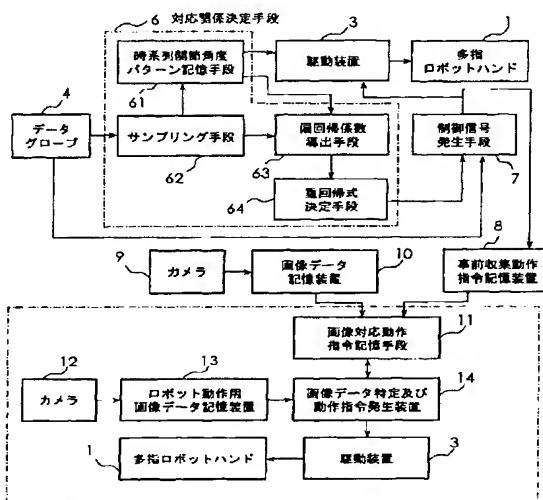 6 対応関係決定手段
時系列関節角度
パターン記憶手段
61
3
駆動装置
1
多指
ロボットハンド
4
データ
グローブ
サンプリング手段
62
偏回帰係数
導出手段
63
重回帰式
決定手段
64
制御信号
発生手段
7
9
カメラ
画像データ
記憶装置
10
8
事前収集動作
指令記憶装置
画像対応動作
指令記憶手段
11
12
カメラ
13
ロボット動作用
画像データ記憶装置
画像データ特定及び
動作指令発生装置
14
1
多指ロボットハンド
駆動装置
3